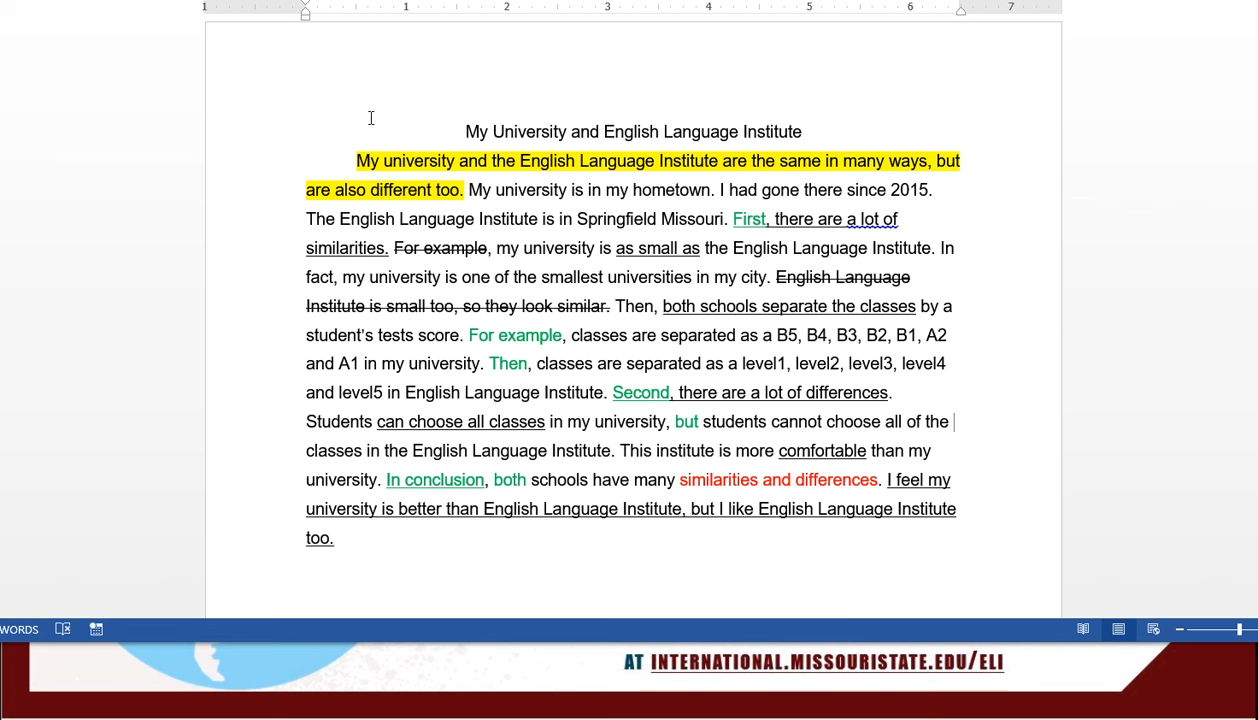 1 1 2 3 4 5 6 7
My University and English Language Institute
My university and the English Language Institute are the same in many ways, but
are also different too. My university is in my hometown. I had gone there since 2015.
The English Language Institute is in Springfield Missouri. First, there are a lot of
similarities. For example, my university is as small as the English Language Institute. In
fact, my university is one of the smallest universities in my city. English Language
Institute is small too, so they look similar. Then, both schools separate the classes by a
student's tests score. For example, classes are separated as a B5, B4, B3, B2, B1, A2
and A1 in my university. Then, classes are separated as a level1, level2, level3, level4
and level5 in English Language Institute. Second, there are a lot of differences.
Students can choose all classes in my university, but students cannot choose all of the
classes in the English Language Institute. This institute is more comfortable than my
university. In conclusion, both schools have many similarities and differences. I feel my
university is better than English Language Institute, but I like English Language Institute
too.
WORDS
AT INTERNATIONAL.MISSOURISTATE.EDU/ELI